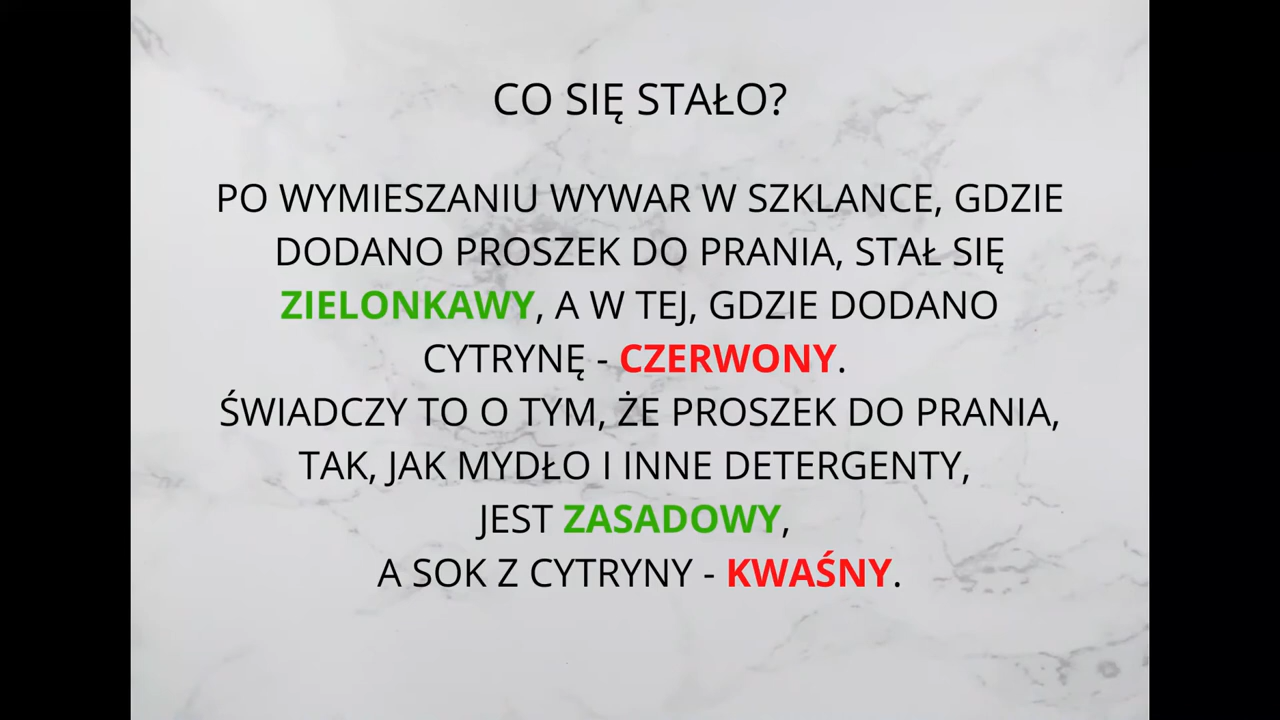 CO SIĘ STAŁO?
PO WYMIESZANIU WYWAR W SZKLANCE, GDZIE
DODANO PROSZEK DO PRANIA, STAŁ SIĘ
ZIELONKAWY, A W TEJ, GDZIE DODANO
CYTRYNĘ - CZERWONY.
ŚWIADCZY TO O TYM, ŻE PROSZEK DO PRANIA,
TAK, JAK MYDŁO I INNE DETERGENTY,
JEST ZASADOWY,
A SOK Z CYTRYNY - KWAŚNY.